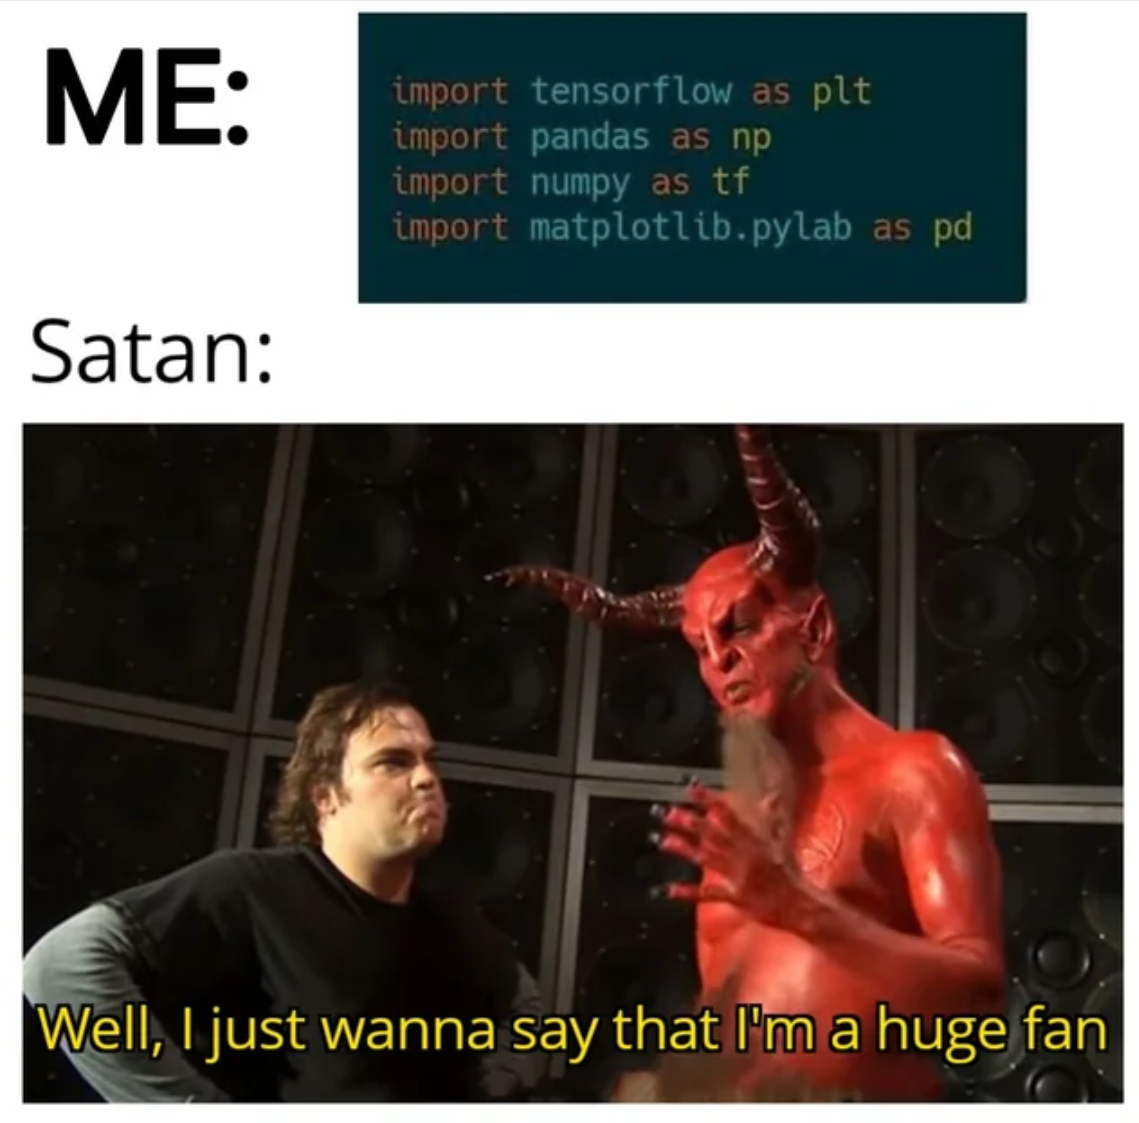 ME:
import tensorflow as plt
import pandas as np
import numpy as tf
import matplotlib.pylab as pd
Satan:
Well, I just wanna say that I'm a huge fan